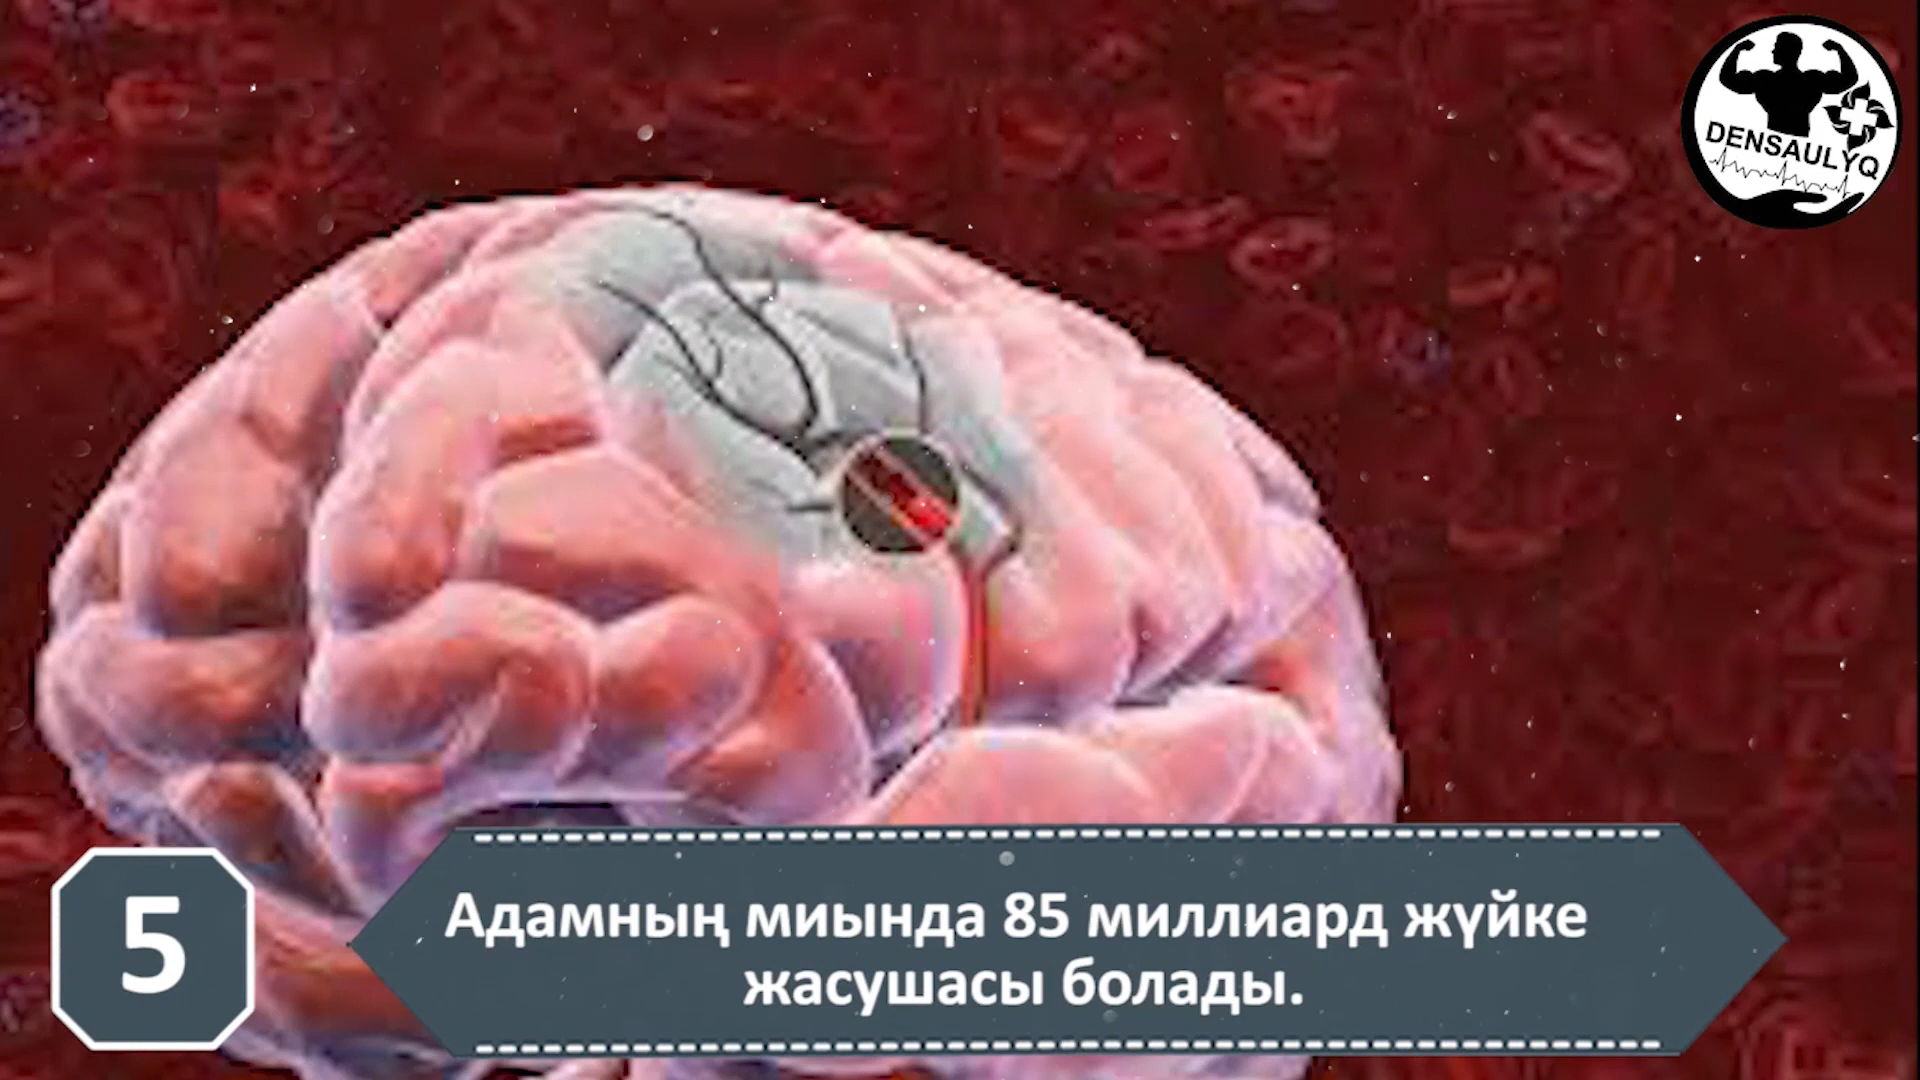 DENSAULYQ
5
Адамның миында 85 миллиард жүйке
жасушасы болады.